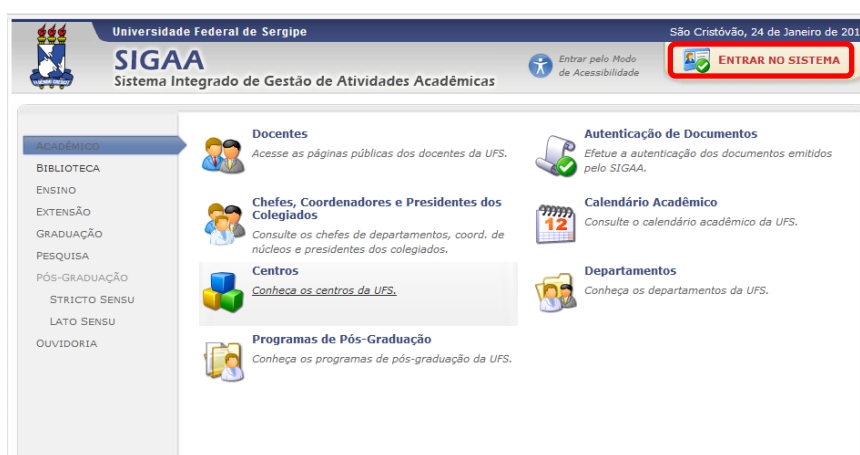 Universidade Federal de Sergipe
São Cristóvão, 24 de Janeiro de 201
SIGAA
Sistema Integrado de Gestão de Atividades Acadêmicas
Entrar pelo Modo
de Acessibilidade
ENTRAR NO SISTEMA
ACADÊMICO
BIBLIOTECA
ENSINO
EXTENSÃO
GRADUAÇÃO
PESQUISA
PÓS-GRADUAÇÃO
STRICTO SENSU
LATO SENSU
OUVIDORIA
Docentes
Acesse as páginas públicas dos docentes da UFS.
Autenticação de Documentos
Efetue a autenticação dos documentos emitidos
pelo SIGAA.
Chefes, Coordenadores e Presidentes dos
Colegiados
Consulte os chefes de departamentos, coord. de
núcleos e presidentes dos colegiados.
12
Calendário Acadêmico
Consulte o calendário acadêmico da UFS.
Centros
Conheça os centros da UFS.
Departamentos
Conheça os departamentos da UFS.
Programas de Pós-Graduação
Conheça os programas de pós-graduação da UFS.